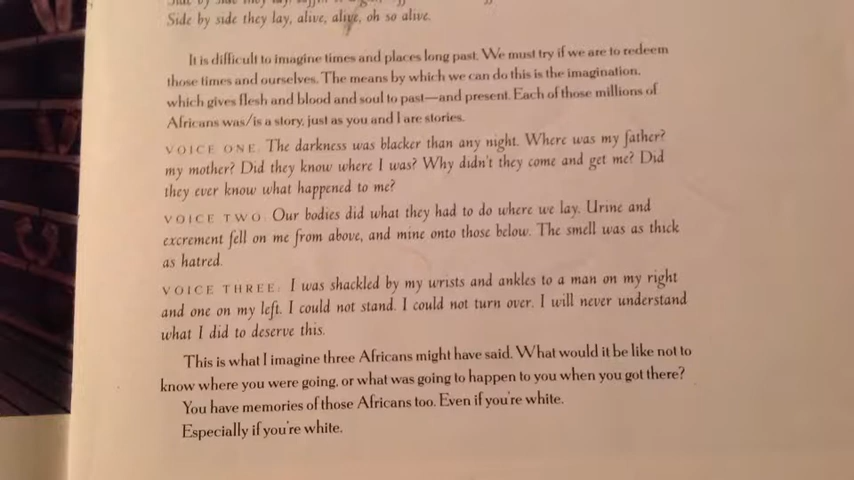 Side by side they lay, alive, alive, oh so alive.
It is difficult to imagine times and places long past. We must try if we are to redeem
those times and ourselves. The means by which we can do this is the imagination,
which gives flesh and blood and soul to past—and present. Each of those millions of
Africans was/is a story, just as you and I are stories.
VOICE ONE: The darkness was blacker than any night. Where was my father?
my mother? Did they know where I was? Why didn't they come and get me? Did
they ever know what happened to me?
VOICE TWO: Our bodies did what they had to do where we lay. Urine and
excrement fell on me from above, and mine onto those below. The smell was as thick
as hatred.
VOICE THREE: I was shackled by my wrists and ankles to a man on my right
and one on my left. I could not stand. I could not turn over. I will never understand
what I did to deserve this.
This is what I imagine three Africans might have said. What would it be like not to
know where you were going, or what was going to happen to you when you got there?
You have memories of those Africans too. Even if you're white.
Especially if you're white.